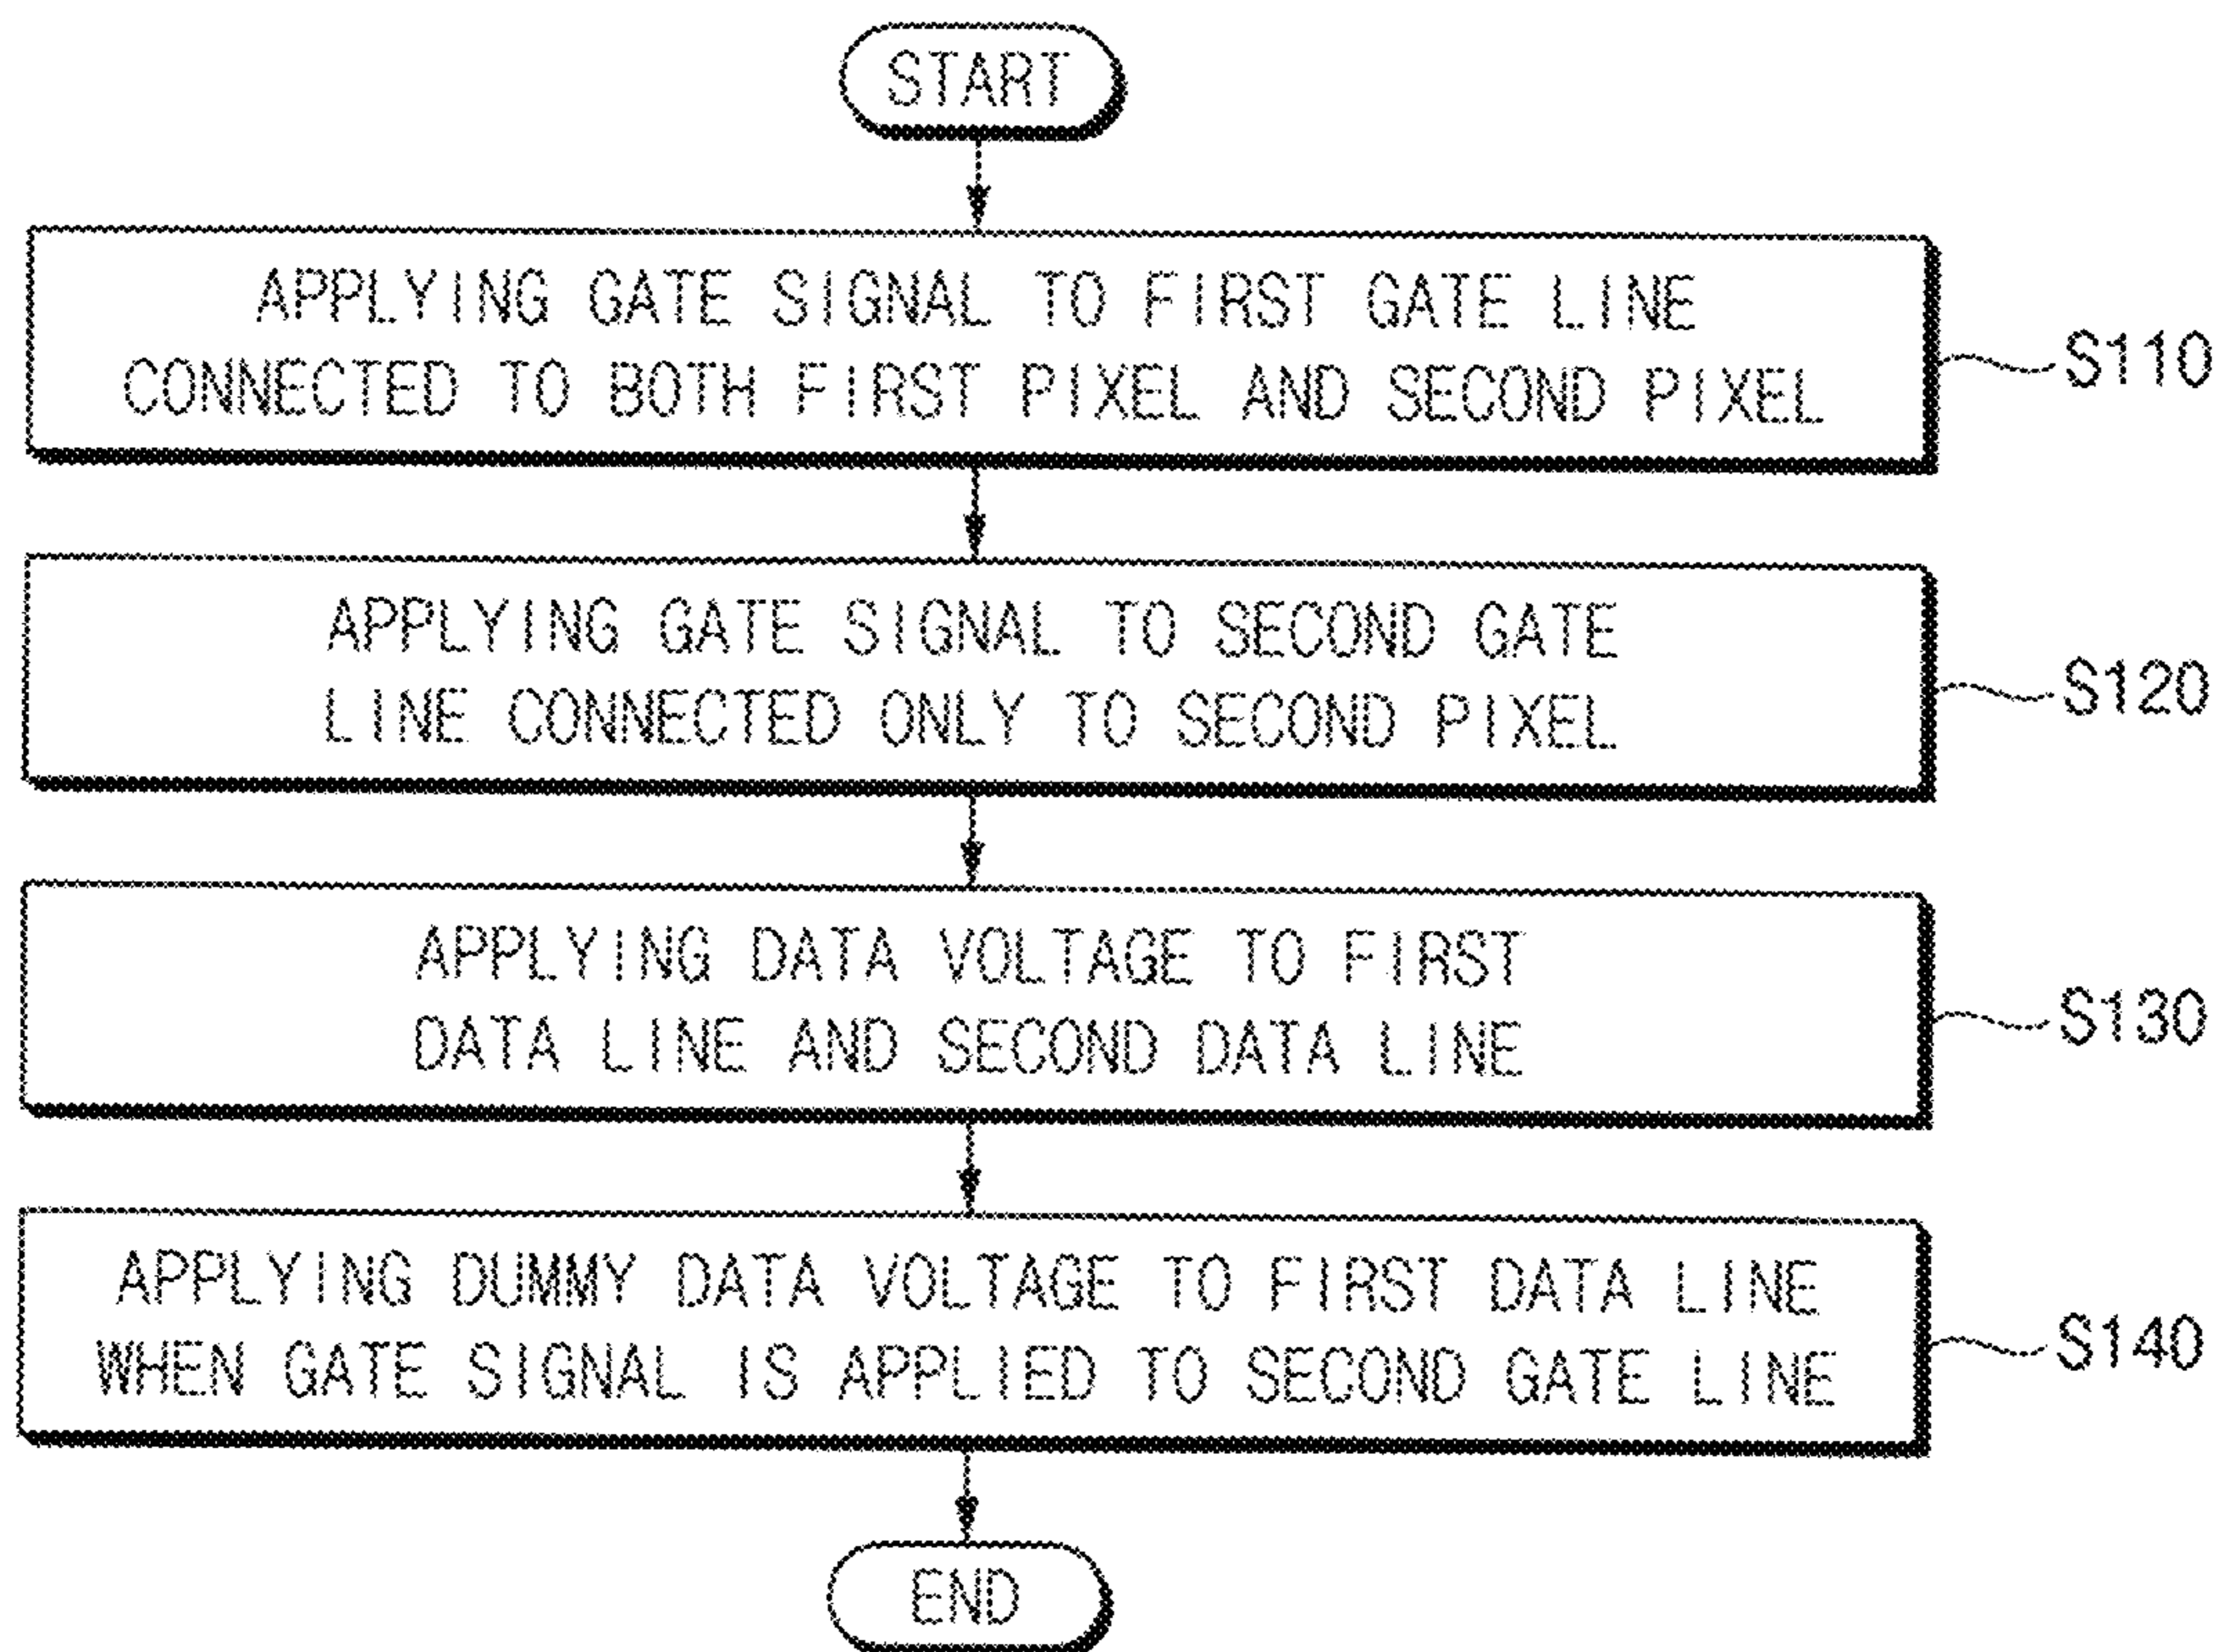 START
APPLYING GATE SIGNAL TO FIRST GATE LINE
CONNECTED TO BOTH FIRST PIXEL AND SECOND PIXEL
S110
APPLYING GATE SIGNAL TO SECOND GATE
LINE CONNECTED ONLY TO SECOND PIXEL
S120
APPLYING DATA VOLTAGE TO FIRST
DATA LINE AND SECOND DATA LINE
S130
APPLYING DUMMY DATA VOLTAGE TO FIRST DATA LINE
WHEN GATE SIGNAL IS APPLIED TO SECOND GATE LINE
S140
END